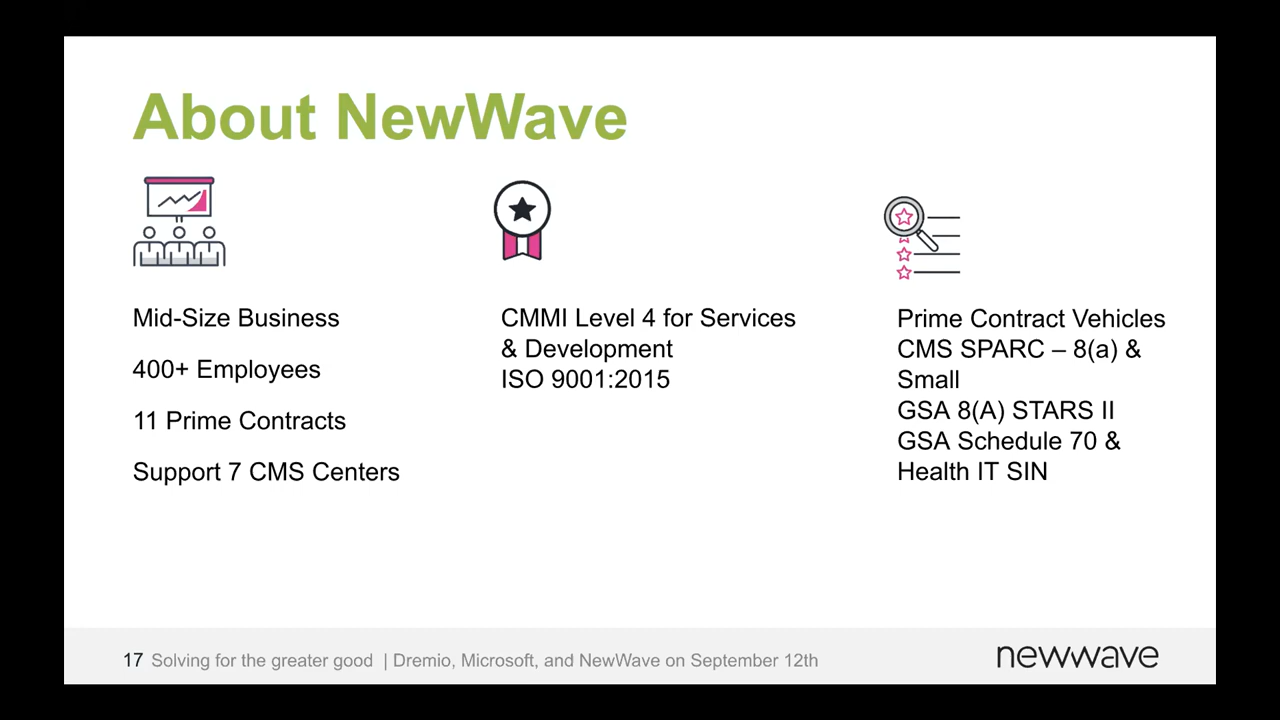 About NewWave
Mid-Size Business
400+ Employees
11 Prime Contracts
Support 7 CMS Centers
CMMI Level 4 for Services
& Development
ISO 9001:2015
Prime Contract Vehicles
CMS SPARC – 8(a) &
Small
GSA 8(A) STARS II
GSA Schedule 70 &
Health IT SIN
17 Solving for the greater good | Dremio, Microsoft, and NewWave on September 12th
newwave